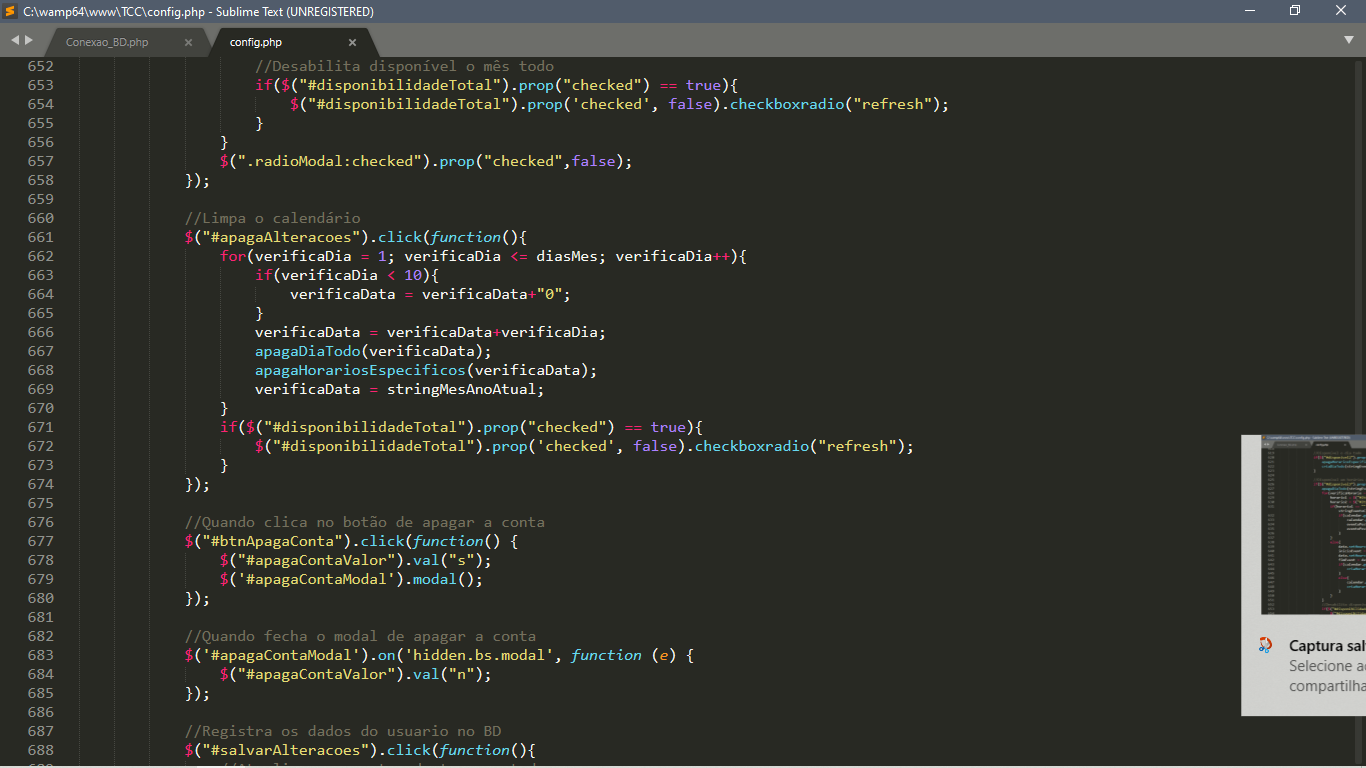 C:\wamp64\www\TCC\config.php - Sublime Text (UNREGISTERED)
Conexao_BD.php × config.php ×
652 //Desabilita disponível o mês todo
653 if($("#disponibilidadeTotal").prop("checked") == true){
654 $("#disponibilidadeTotal").prop('checked', false).checkboxradio("refresh");
655 }
656 }
657 $(".radioModal:checked").prop("checked",false);
658 });
659
660 //Limpa o calendário
661 $("#apagaAlteracoes").click(function(){
662 for(verificaDia = 1; verificaDia <= diasMes; verificaDia++){
663 if(verificaDia < 10){
664 verificaData = verificaData+"0";
665 }
666 verificaData = verificaData+verificaDia;
667 apagaDiaTodo(verificaData);
668 apagaHorariosEspecificos(verificaData);
669 verificaData = stringMesAnoAtual;
670 }
671 if($("#disponibilidadeTotal").prop("checked") == true){
672 $("#disponibilidadeTotal").prop('checked', false).checkboxradio("refresh");
673 }
674 });
675
676 //Quando clica no botão de apagar a conta
677 $("#btnApagaConta").click(function() {
678 $("#apagaContaValor").val("s");
679 $('#apagaContaModal').modal();
680 });
681
682 //Quando fecha o modal de apagar a conta
683 $('#apagaContaModal').on('hidden.bs.modal', function (e) {
684 $("#apagaContaValor").val("n");
685 });
686
687 //Registra os dados do usuario no BD
688 $("#salvarAlteracoes").click(function(){
Captura sal
Selecione a
compartilha